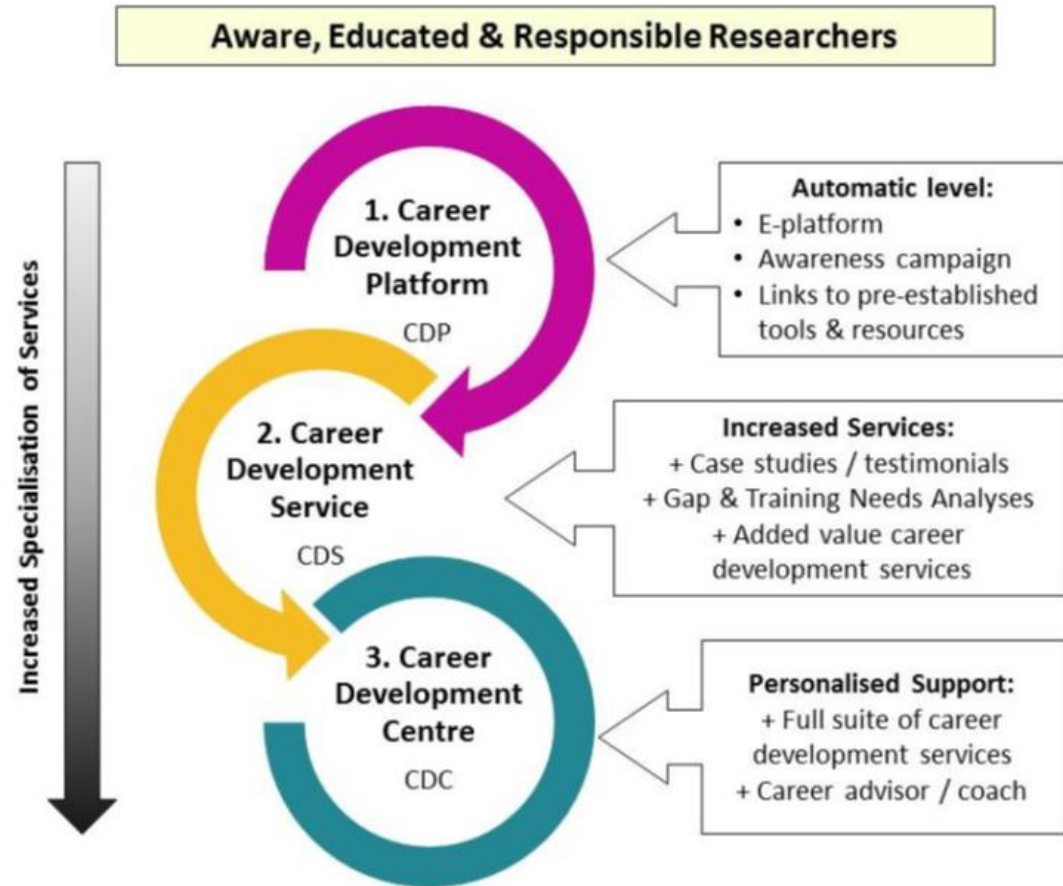 Aware, Educated & Responsible Researchers
Increased Specialisation of Services
1. Career
Development
Platform
CDP
Automatic level:
• E-platform
• Awareness campaign
• Links to pre-established
tools & resources
2. Career
Development
Service
CDS
Increased Services:
+ Case studies / testimonials
+ Gap & Training Needs Analyses
+ Added value career
development services
3. Career
Development
Centre
CDC
Personalised Support:
+ Full suite of career
development services
+ Career advisor / coach